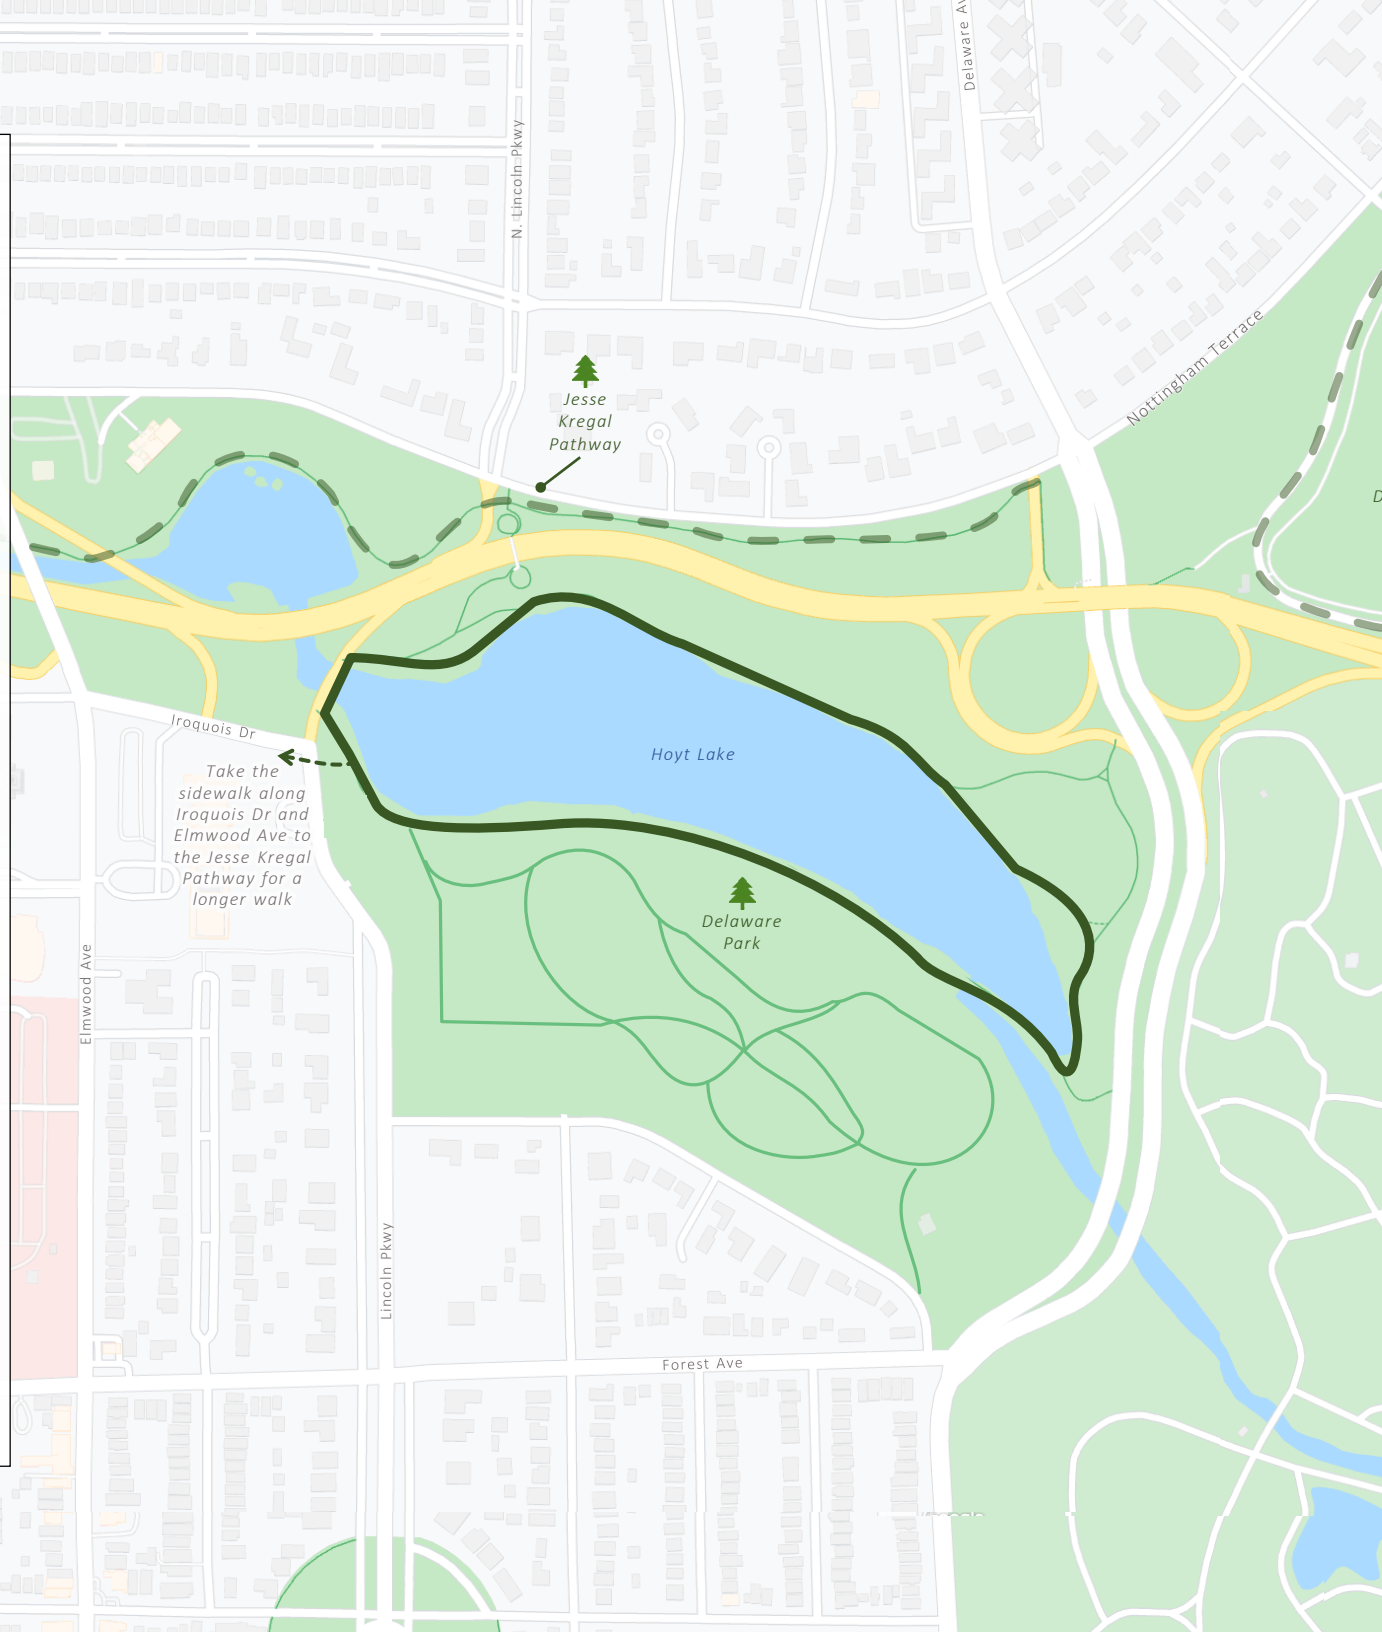 Delaware Av
N. Lincoln Pkwy
Nottingham Terrace
Jesse
Kregal
Pathway
D
Iroquois Dr
Hoyt Lake
Take the
sidewalk along
Iroquois Dr and
Elmwood Ave to
the Jesse Kregal
Pathway for a
longer walk
Delaware
Park
Elmwood Ave
Lincoln Pkwy
Forest Ave